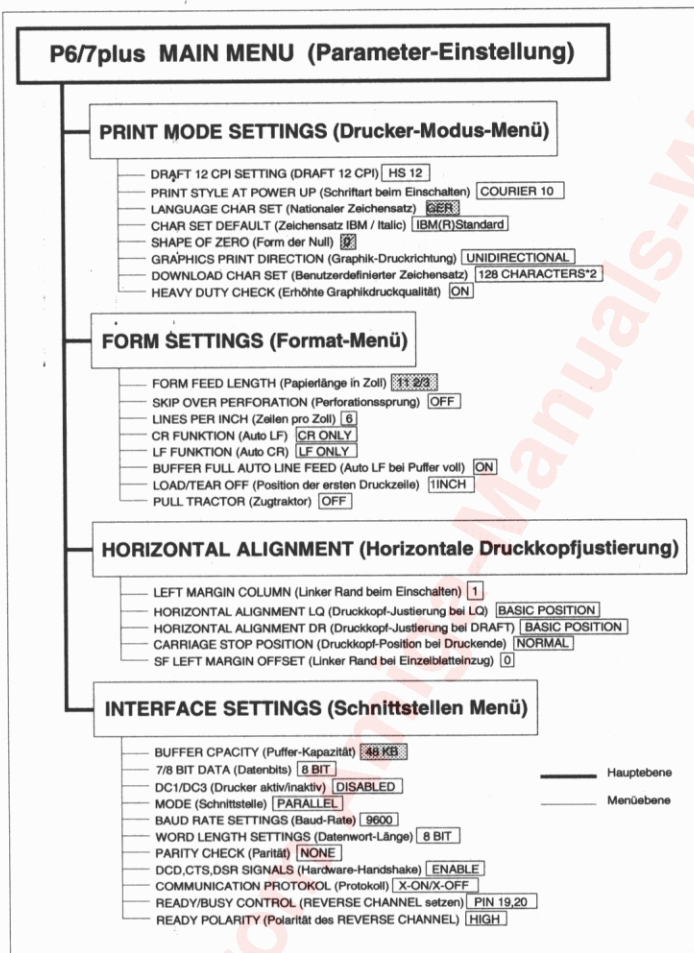 P6/7plus MAIN MENU (Parameter-Einstellung)
PRINT MODE SETTINGS (Drucker-Modus-Menü)
DRAFT 12 CPI SETTING (DRAFT 12 CPI) HS 12
PRINT STYLE AT POWER UP (Schriftart beim Einschalten) COURIER 10
LANGUAGE CHAR SET (Nationaler Zeichensatz) GER
CHAR SET DEFAULT (Zeichensatz IBM / Italic) IBM(R)Standard
SHAPE OF ZERO (Form der Null) 0
GRAPHICS PRINT DIRECTION (Graphik-Druckrichtung) UNIDIRECTIONAL
DOWNLOAD CHAR SET (Benutzerdefinierter Zeichensatz) 128 CHARACTERS*2
HEAVY DUTY CHECK (Erhöhte Graphikdruckqualität) ON
FORM SETTINGS (Format-Menü)
FORM FEED LENGTH (Papierlänge in Zoll) 11 2/3
SKIP OVER PERFORATION (Perforationssprung) OFF
LINES PER INCH (Zeilen pro Zoll) 6
CR FUNKTION (Auto LF) CR ONLY
LF FUNKTION (Auto CR) LF ONLY
BUFFER FULL AUTO LINE FEED (Auto LF bei Puffer voll) ON
LOAD/TEAR OFF (Position der ersten Druckzeile) 1INCH
PULL TRACTOR (Zugtraktor) OFF
HORIZONTAL ALIGNMENT (Horizontale Druckkopfjustierung)
LEFT MARGIN COLUMN (Linker Rand beim Einschalten) 1
HORIZONTAL ALIGNMENT LQ (Druckkopf-Justierung bei LQ) BASIC POSITION
HORIZONTAL ALIGNMENT DR (Druckkopf-Justierung bei DRAFT) BASIC POSITION
CARRIAGE STOP POSITION (Druckkopf-Position bei Druckende) NORMAL
SF LEFT MARGIN OFFSET (Linker Rand bei Einzelblatteinzug) 0
INTERFACE SETTINGS (Schnittstellen Menü)
BUFFER CPACITY (Puffer-Kapazität) 48 KB
7/8 BIT DATA (Datenbits) 8 BIT
DC1/DC3 (Drucker aktiv/inaktiv) DISABLED
MODE (Schnittstelle) PARALLEL
BAUD RATE SETTINGS (Baud-Rate) 9600
WORD LENGTH SETTINGS (Datenwort-Länge) 8 BIT
PARITY CHECK (Parität) NONE
DCD,CTS,DSR SIGNALS (Hardware-Handshake) ENABLE
COMMUNICATION PROTOKOL (Protokoll) X-ON/X-OFF
READY/BUSY CONTROL (REVERSE CHANNEL setzen) PIN 19,20
READY POLARITY (Polarität des REVERSE CHANNEL) HIGH
Hauptebene
Menüebene